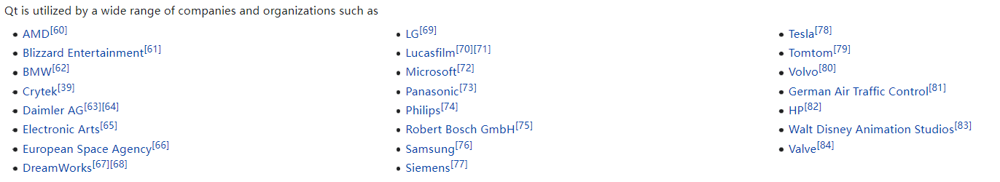 Qt is utilized by a wide range of companies and organizations such as
• AMD[60]
• Blizzard Entertainment[61]
• BMW[62]
• Crytek[39]
• Daimler AG[63][64]
• Electronic Arts[65]
• European Space Agency[66]
• DreamWorks[67][68]
• LG[69]
• Lucasfilm[70][71]
• Microsoft[72]
• Panasonic[73]
• Philips[74]
• Robert Bosch GmbH[75]
• Samsung[76]
• Siemens[77]
• Tesla[78]
• Tomtom[79]
• Volvo[80]
• German Air Traffic Control[81]
• HP[82]
• Walt Disney Animation Studios[83]
• Valve[84]